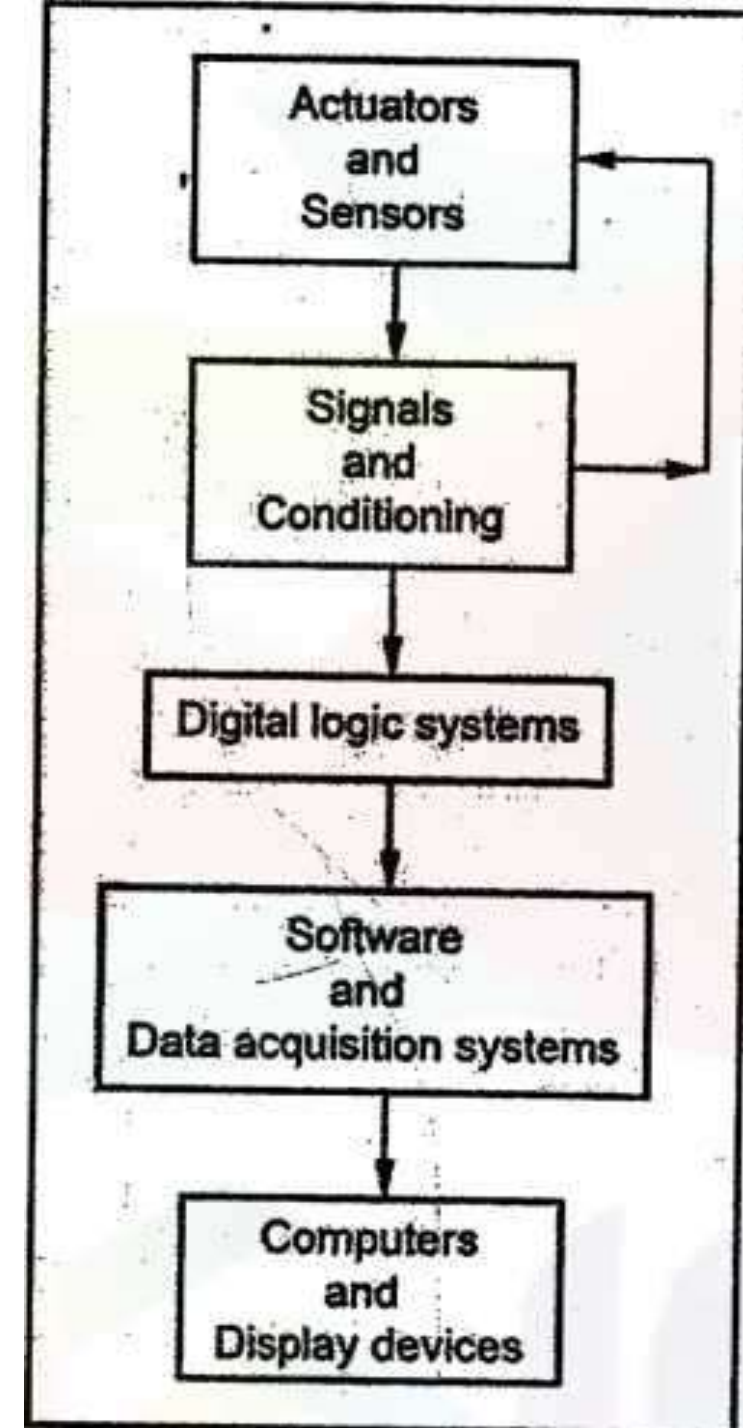 Actuators
and
Sensors
Signals
and
Conditioning
Digital logic systems
Software
and
Data acquisition systems
Computers
and
Display devices